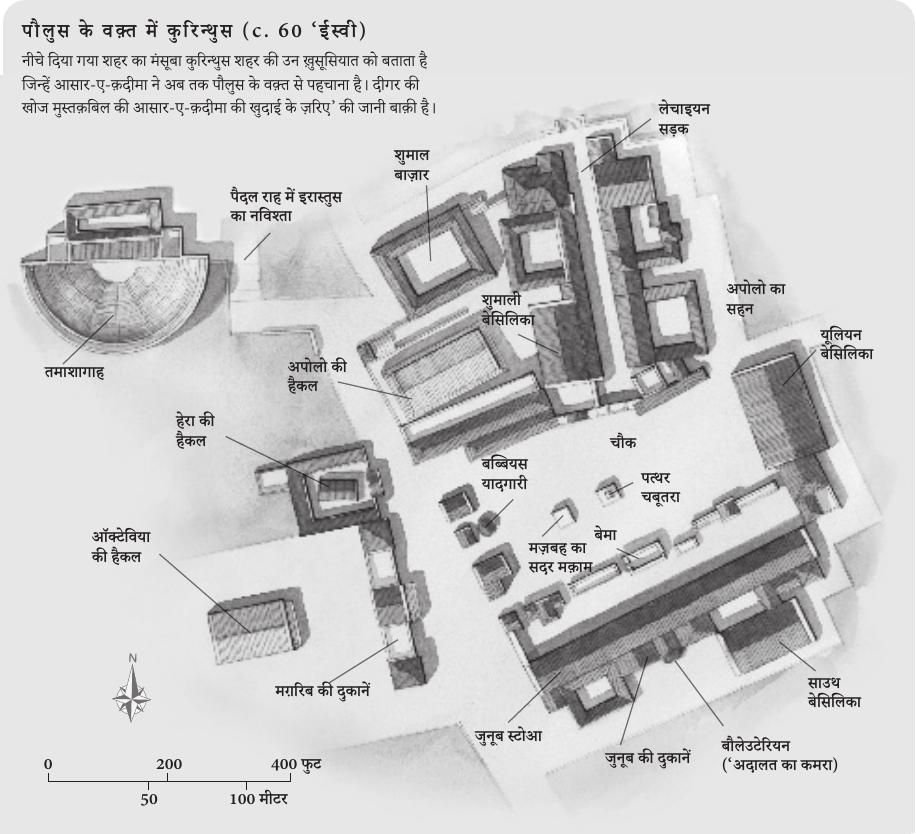 पौलुस के वक़्त में कुरिन्थुस (c. 60 ‘ईस्वी)
नीचे दिया गया शहर का मंसूबा कुरिन्थुस शहर की उन ख़ुसूसियात को बताता है
जिन्हें आसार-ए-क़दीमा ने अब तक पौलुस के वक़्त से पहचाना है। दीगर की
खोज मुस्तक़बिल की आसार-ए-क़दीमा की खुदाई के ज़रिए’ की जानी बाक़ी है।
लेचाइयन
सड़क
शुमाल
बाज़ार
पैदल राह में इरास्तुस
का नविश्ता
अपोलो का
सहन
शुमाली
बेसिलिका
यूलियन
बेसिलिका
तमाशागाह
अपोलो की
हैकल
हेरा की
हैकल
चौक
बब्बियस
यादगारी
पत्थर
चबूतरा
ऑक्टेविया
की हैकल
मज़बह का
सदर मक़ाम
बेमा
N
मग़रिब की दुकानें
साउथ
बेसिलिका
जुनूब स्टोआ
जुनूब की दुकानें
बौलेउटेरियन
(‘अदालत का कमरा)
0 200 400 फुट
50 100 मीटर